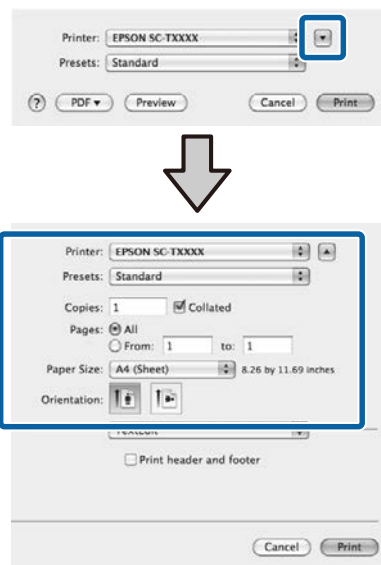 Printer: EPSON SC-TXXXX
Presets: Standard
? PDF Preview Cancel Print
Printer: EPSON SC-TXXXX
Presets: Standard
Copies: 1 Collated
Pages: All
From: 1 to: 1
Paper Size: A4 (Sheet) 8.26 by 11.69 inches
Orientation:
Print header and footer
Cancel Print